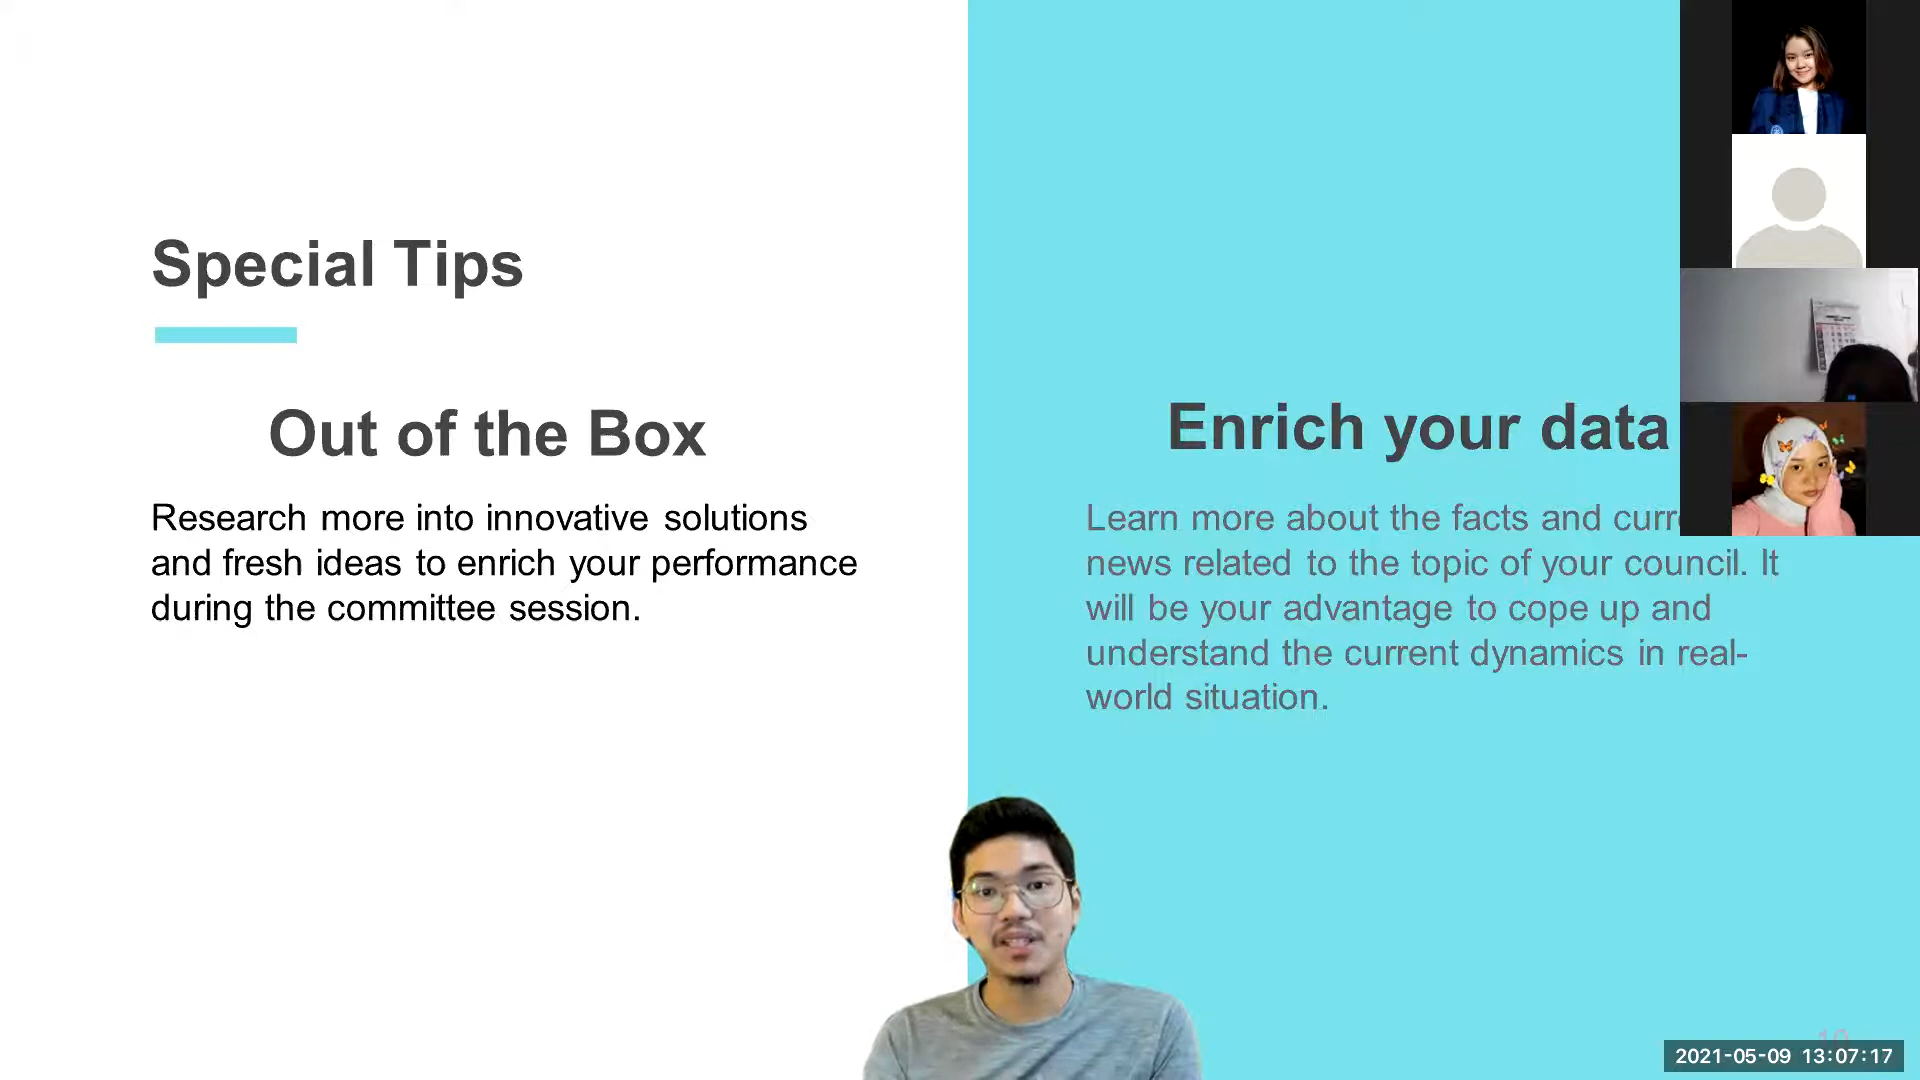 Special Tips
Out of the Box
Research more into innovative solutions
and fresh ideas to enrich your performance
during the committee session.
Enrich your data
Learn more about the facts and
news related to the topic of your council. It
will be your advantage to cope up and
understand the current dynamics in real-
world situation.
2021-05-09 13:07:17